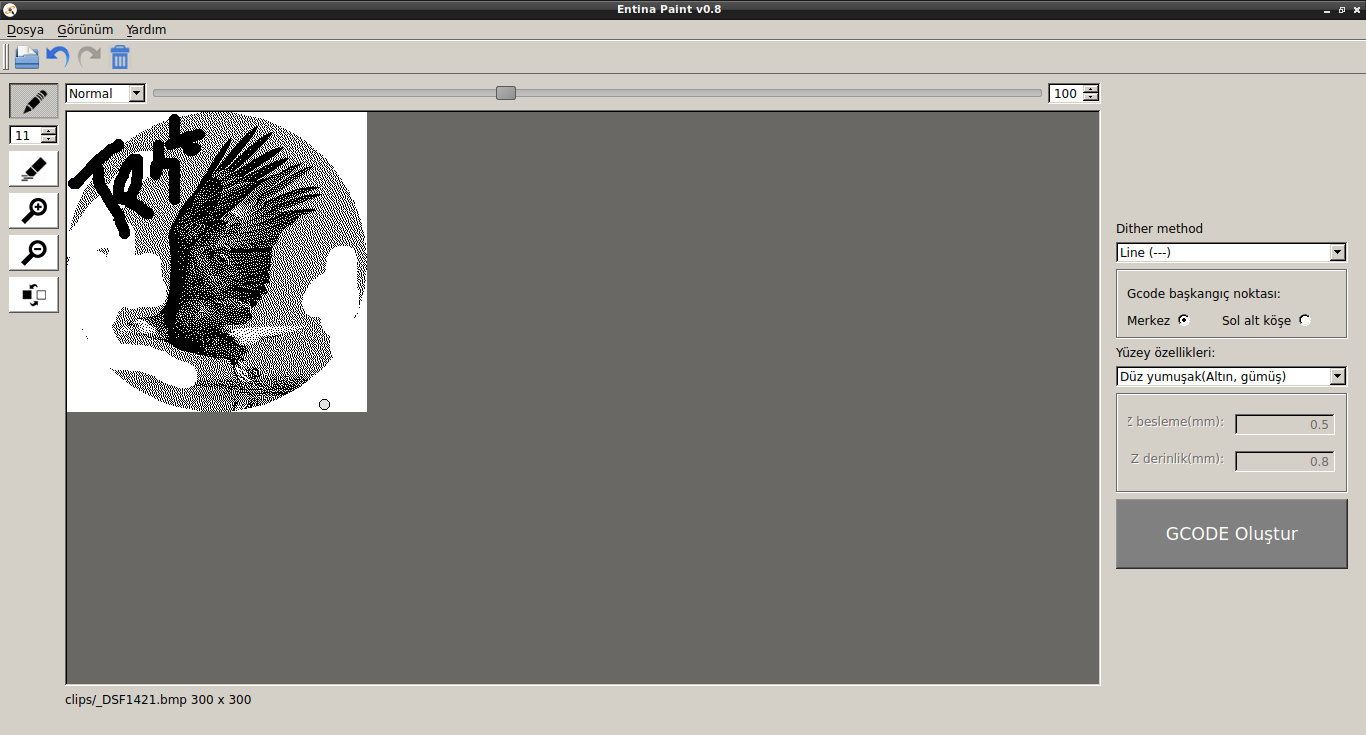 Entina Paint v0.8
Dosya Görünüm Yardım
Normal 100
11
Test
Dither method
Line (---)
Gcode başkangıç noktası:
Merkez Sol alt köşe
Yüzey özellikleri:
Düz yumuşak(Altın, gümüş)
Z besleme(mm): 0.5
Z derinlik(mm): 0.8
GCODE Oluştur
clips/_DSF1421.bmp 300 x 300